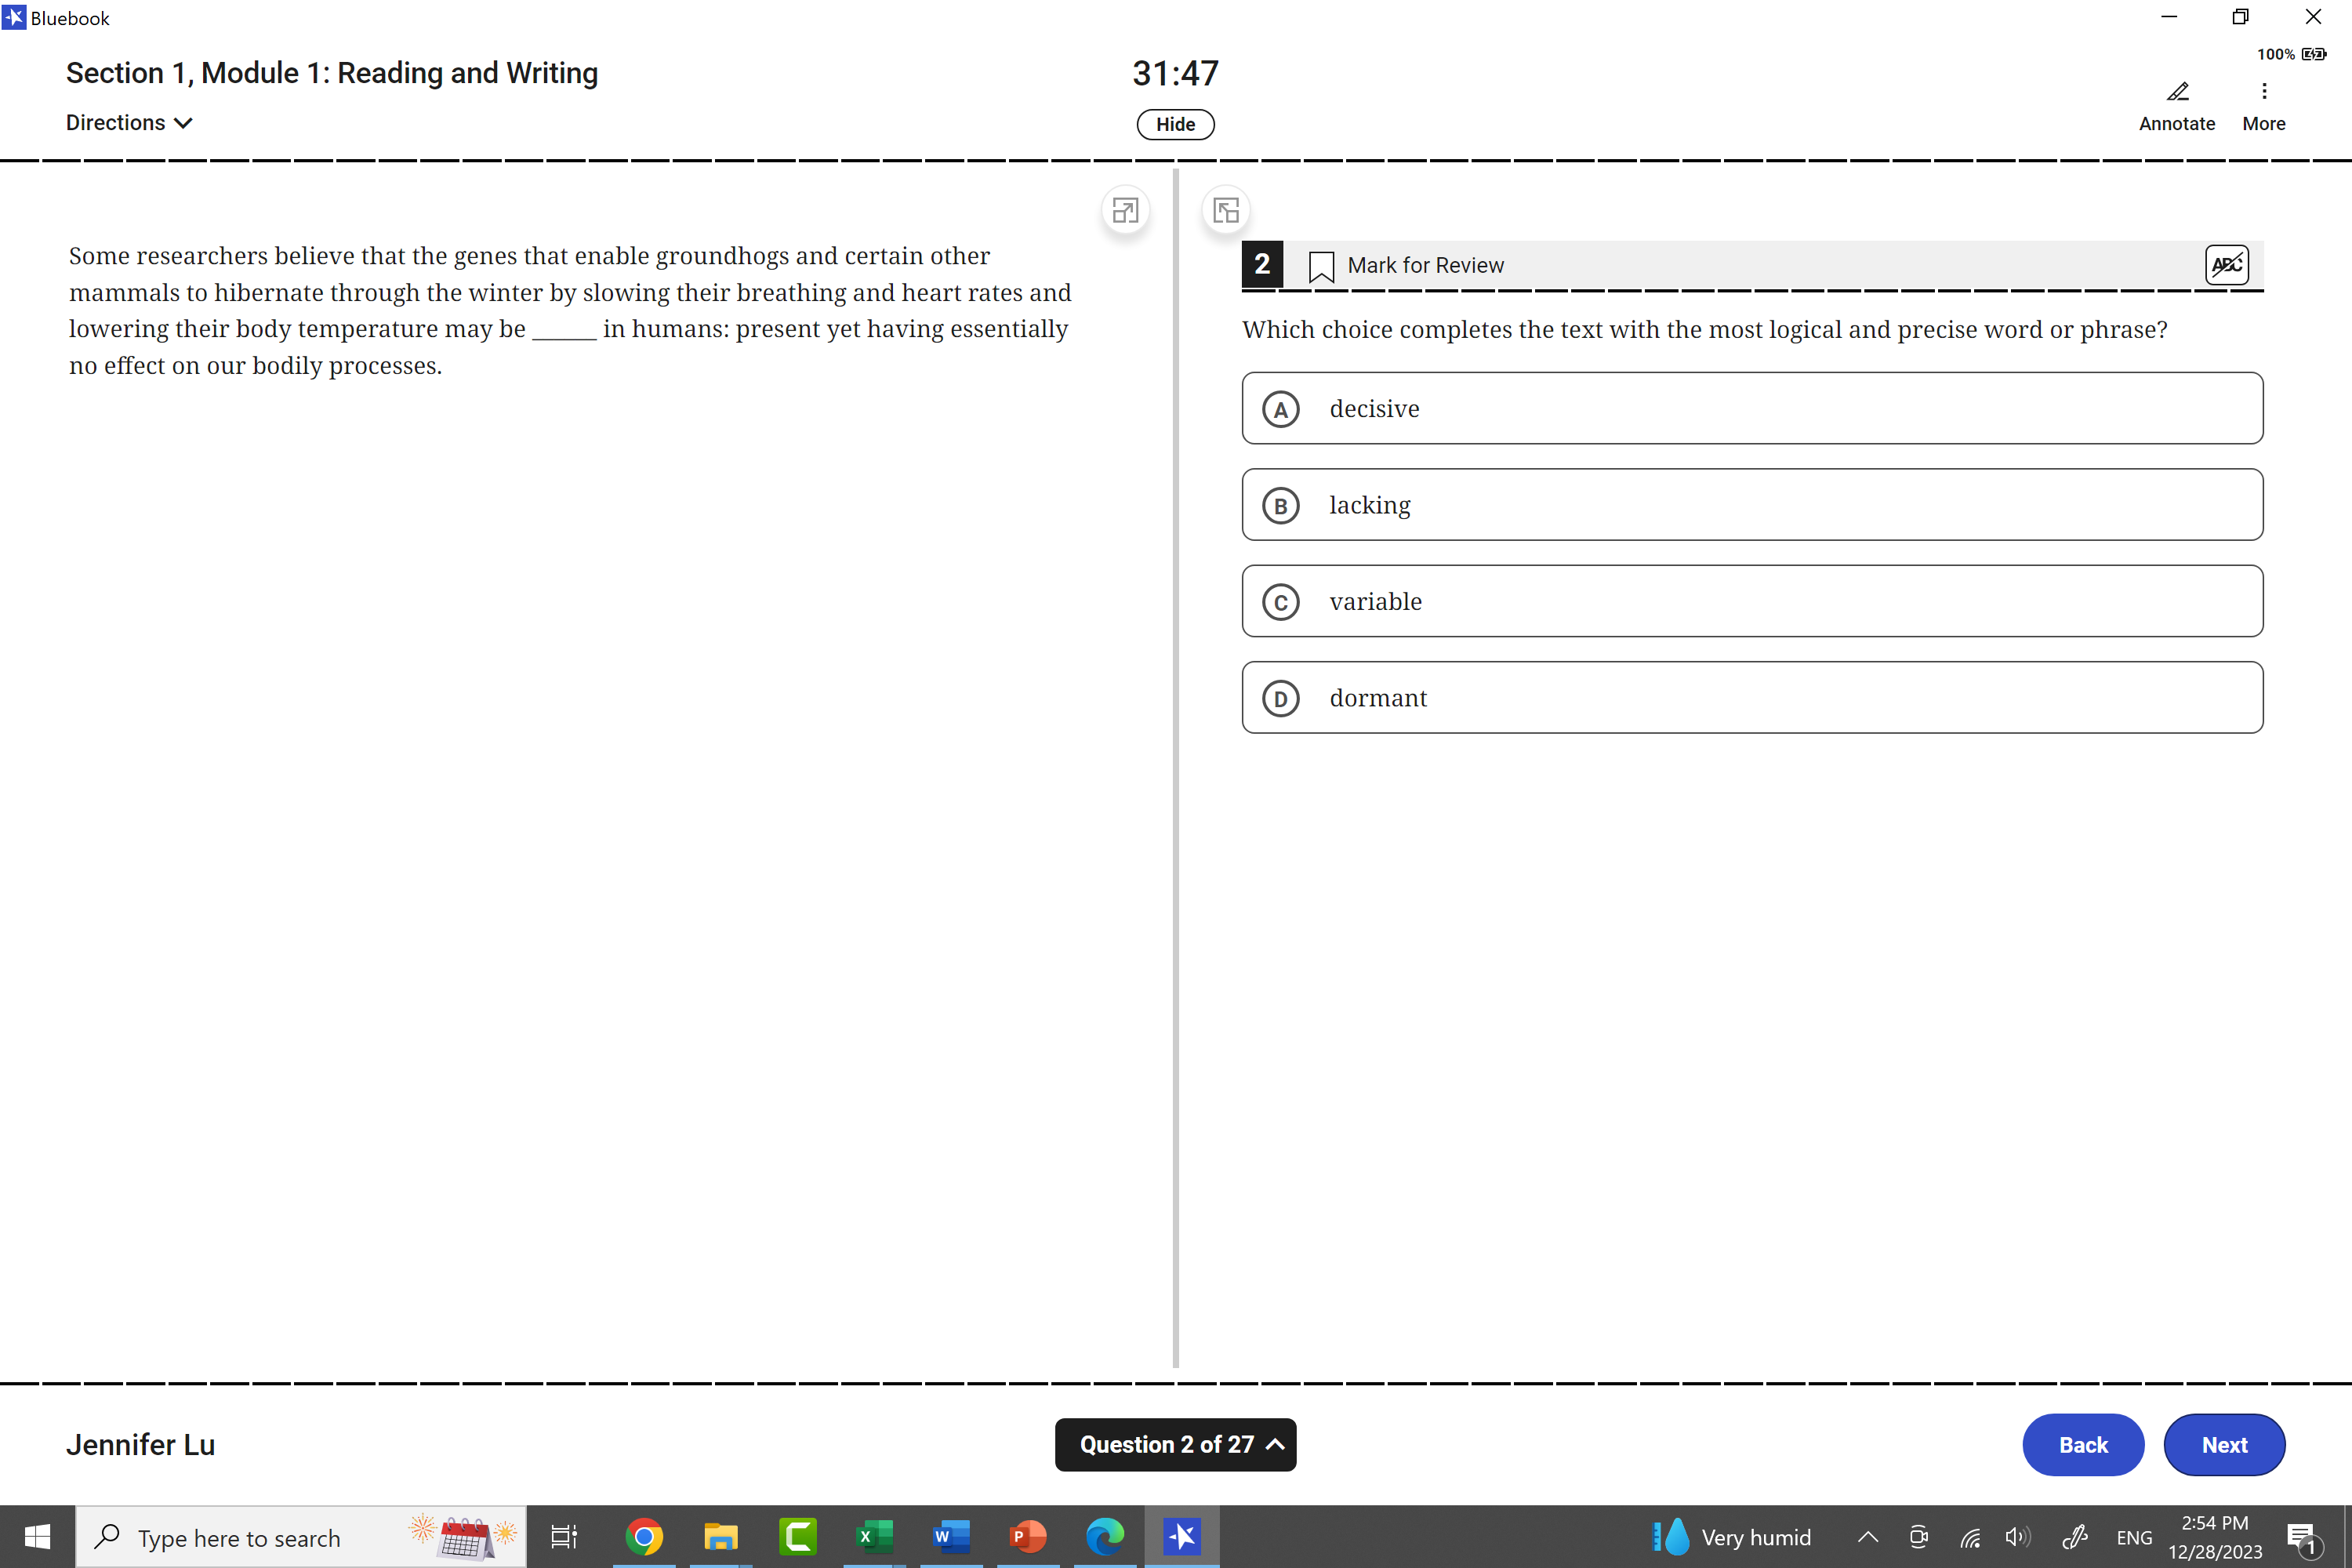 Bluebook
100%
Section 1, Module 1: Reading and Writing
31:47
Directions
Hide
Annotate
More
Some researchers believe that the genes that enable groundhogs and certain other
mammals to hibernate through the winter by slowing their breathing and heart rates and
lowering their body temperature may be ______ in humans: present yet having essentially
no effect on our bodily processes.
2
Mark for Review
ABC
Which choice completes the text with the most logical and precise word or phrase?
A decisive
B lacking
C variable
D dormant
Jennifer Lu
Question 2 of 27
Back
Next
Type here to search
X
W
P
Very humid
ENG
2:54 PM
12/28/2023
1